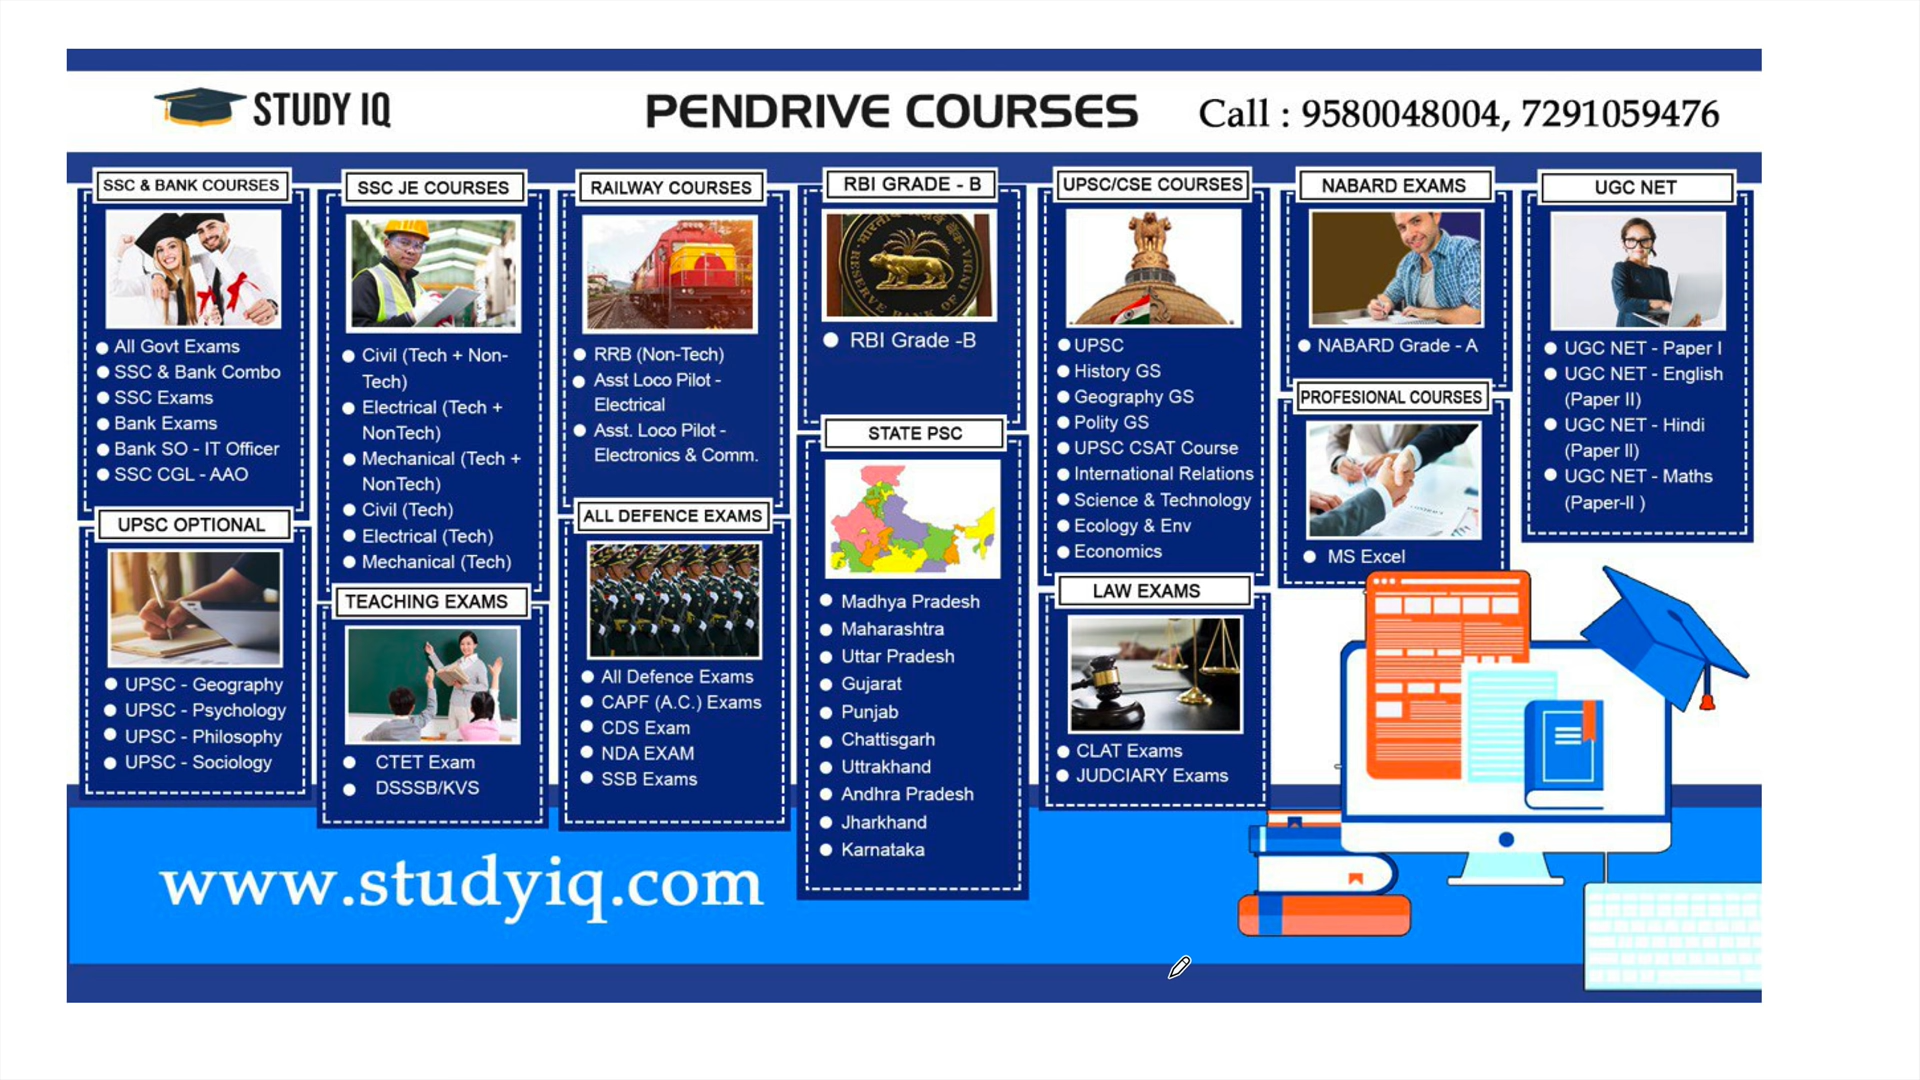 STUDY IQ
PENDRIVE COURSES
Call : 9580048004, 7291059476
SSC & BANK COURSES
All Govt Exams
SSC & Bank Combo
SSC Exams
Bank Exams
Bank SO - IT Officer
SSC CGL - AAO
UPSC OPTIONAL
UPSC - Geography
UPSC - Psychology
UPSC - Philosophy
UPSC - Sociology
SSC JE COURSES
Civil (Tech + Non-
Tech)
Electrical (Tech +
NonTech)
Mechanical (Tech +
NonTech)
Civil (Tech)
Electrical (Tech)
Mechanical (Tech)
TEACHING EXAMS
CTET Exam
DSSSB/KVS
RAILWAY COURSES
RRB (Non-Tech)
Asst Loco Pilot -
Electrical
Asst. Loco Pilot -
Electronics & Comm.
ALL DEFENCE EXAMS
All Defence Exams
CAPF (A.C.) Exams
CDS Exam
NDA EXAM
SSB Exams
RBI GRADE - B
भारतीय रिज़र्व बैंक
RESERVE BANK OF INDIA
RBI Grade -B
STATE PSC
Madhya Pradesh
Maharashtra
Uttar Pradesh
Gujarat
Punjab
Chattisgarh
Uttrakhand
Andhra Pradesh
Jharkhand
Karnataka
UPSC/CSE COURSES
UPSC
History GS
Geography GS
Polity GS
UPSC CSAT Course
International Relations
Science & Technology
Ecology & Env
Economics
LAW EXAMS
CLAT Exams
JUDCIARY Exams
NABARD EXAMS
NABARD Grade - A
PROFESIONAL COURSES
CONTRACT
MS Excel
UGC NET
UGC NET - Paper I
UGC NET - English
(Paper II)
UGC NET - Hindi
(Paper II)
UGC NET - Maths
(Paper-II )
www.studyiq.com